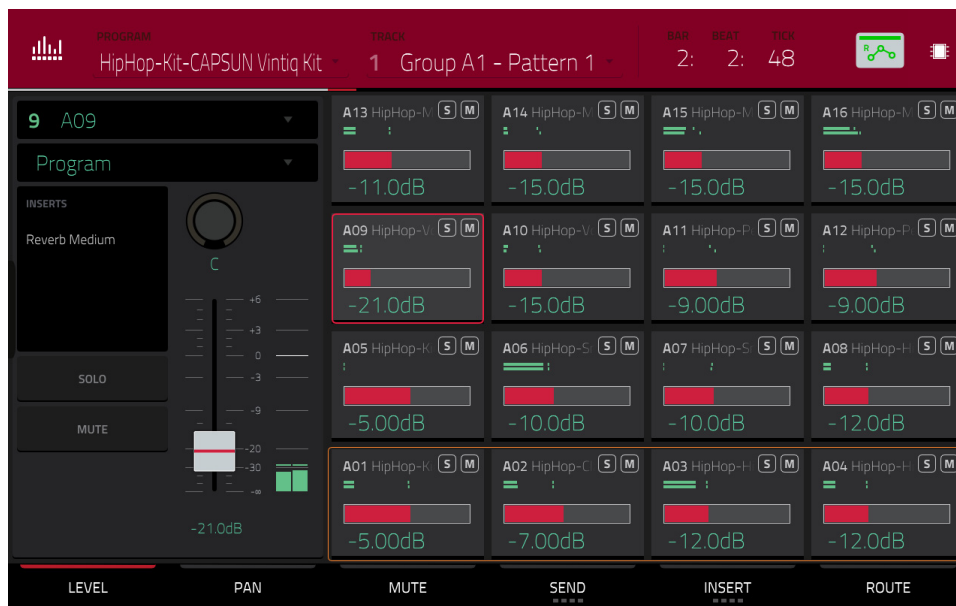 PROGRAM TRACK BAR BEAT TICK
HipHop-Kit-CAPSUN Vintiq Kit 1 Group A1 - Pattern 1 2: 2: 48 R
9 A09
Program
INSERTS
Reverb Medium
C
+6
+3
0
-3
-9
-20
-30
-∞
SOLO
MUTE
-21.0dB
A13 HipHop-M S M A14 HipHop-M S M A15 HipHop-M S M A16 HipHop-M S M
-11.0dB -15.0dB -15.0dB -15.0dB
A09 HipHop-V S M A10 HipHop-V S M A11 HipHop-P S M A12 HipHop-P S M
-21.0dB -15.0dB -9.00dB -9.00dB
A05 HipHop-K S M A06 HipHop-S S M A07 HipHop-S S M A08 HipHop-H S M
-5.00dB -10.0dB -10.0dB -12.0dB
A01 HipHop-K S M A02 HipHop-C S M A03 HipHop-H S M A04 HipHop-H S M
-5.00dB -7.00dB -12.0dB -12.0dB
LEVEL PAN MUTE SEND INSERT ROUTE